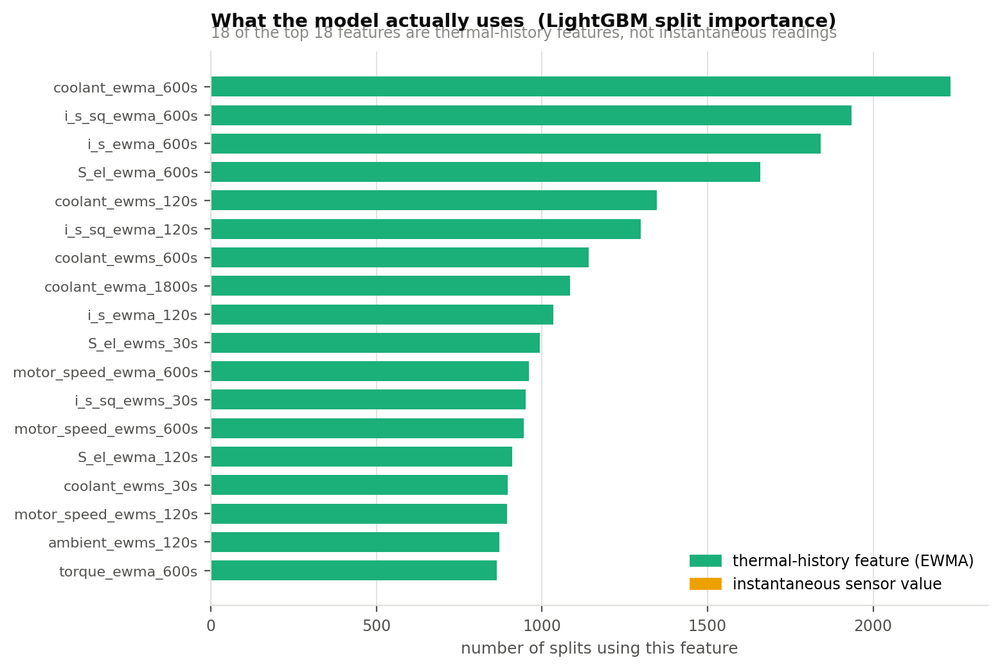 What the model actually uses  (LightGBM split importance)
18 of the top 18 features are thermal-history features, not instantaneous readings
coolant_ewma_600s
i_s_sq_ewma_600s
i_s_ewma_600s
S_el_ewma_600s
coolant_ewms_120s
i_s_sq_ewma_120s
coolant_ewms_600s
coolant_ewma_1800s
i_s_ewma_120s
S_el_ewms_30s
motor_speed_ewma_600s
i_s_sq_ewms_30s
motor_speed_ewms_600s
S_el_ewma_120s
coolant_ewms_30s
motor_speed_ewms_120s
ambient_ewms_120s
torque_ewma_600s
thermal-history feature (EWMA)
instantaneous sensor value
0 500 1000 1500 2000
number of splits using this feature